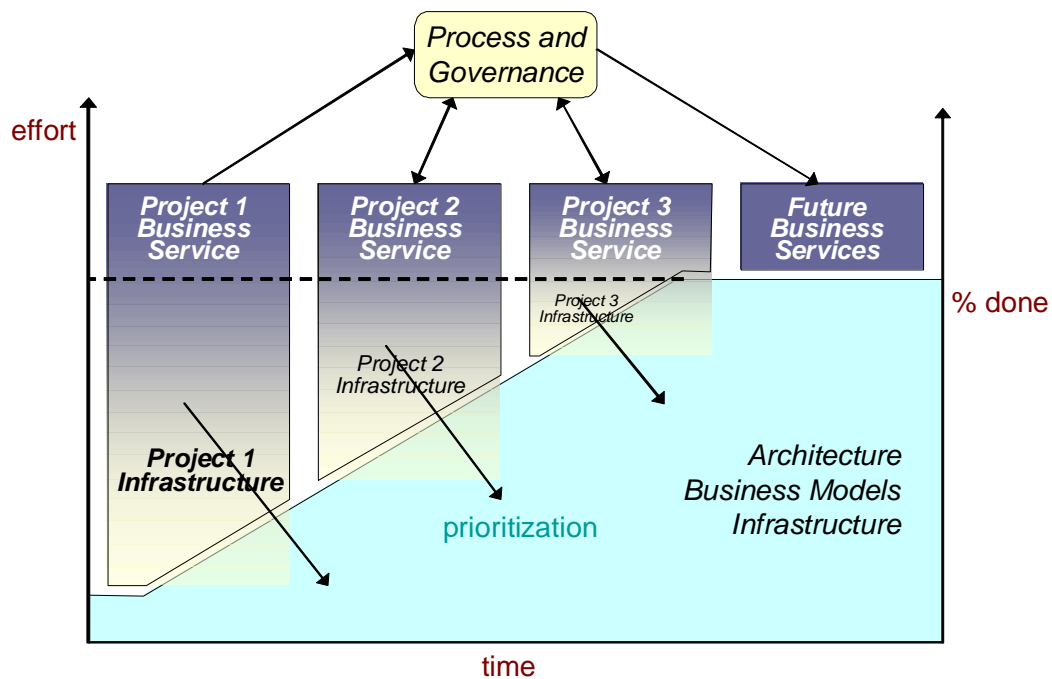 Process and
Governance
effort
Project 1
Business
Service
Project 2
Business
Service
Project 3
Business
Service
Future
Business
Services
% done
Project 3
Infrastructure
Project 2
Infrastructure
Project 1
Infrastructure
Architecture
Business Models
Infrastructure
prioritization
time